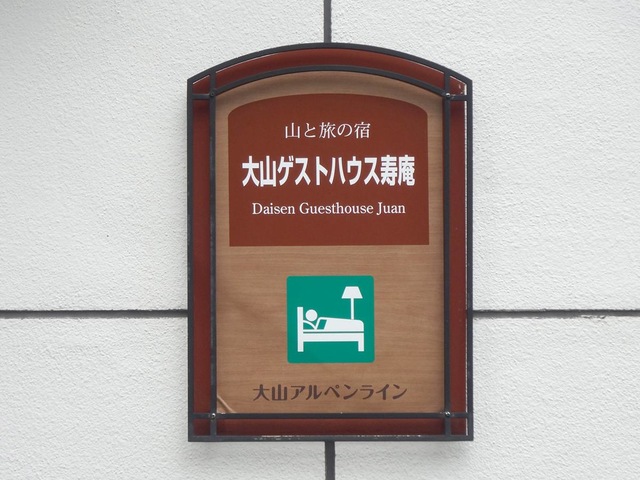 山と旅の宿
大山ゲストハウス寿庵
Daisen Guesthouse Juan
大山アルペンライン